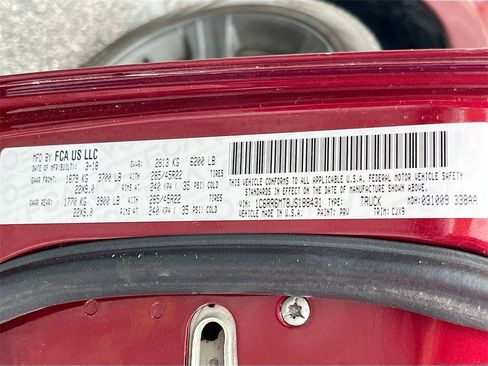 MFD BY FCA US LLC
DATE OF MFR/BUILT: 3-18 GVWR: 2813 KG 6200 LB
GAWR FRONT: 1679 KG 3700 LB WITH 285/45R22 TIRES
22X9.0 RIMS AT 240 KPA ( 35 PSI) COLD
GAWR REAR: 1770 KG 3900 LB WITH 285/45R22 TIRES
22X9.0 RIMS AT 240 KPA ( 35 PSI) COLD
THIS VEHICLE CONFORMS TO ALL APPLICABLE U.S.A. FEDERAL MOTOR VEHICLE SAFETY
STANDARDS IN EFFECT ON THE DATE OF MANUFACTURE SHOWN ABOVE.
VIN: 1C6RR6MT8JS188431 TYPE: TRUCK MDH: 031009 338AA
VEHICLE MADE IN U.S.A. PAINT: PRV TRIM: CJX9